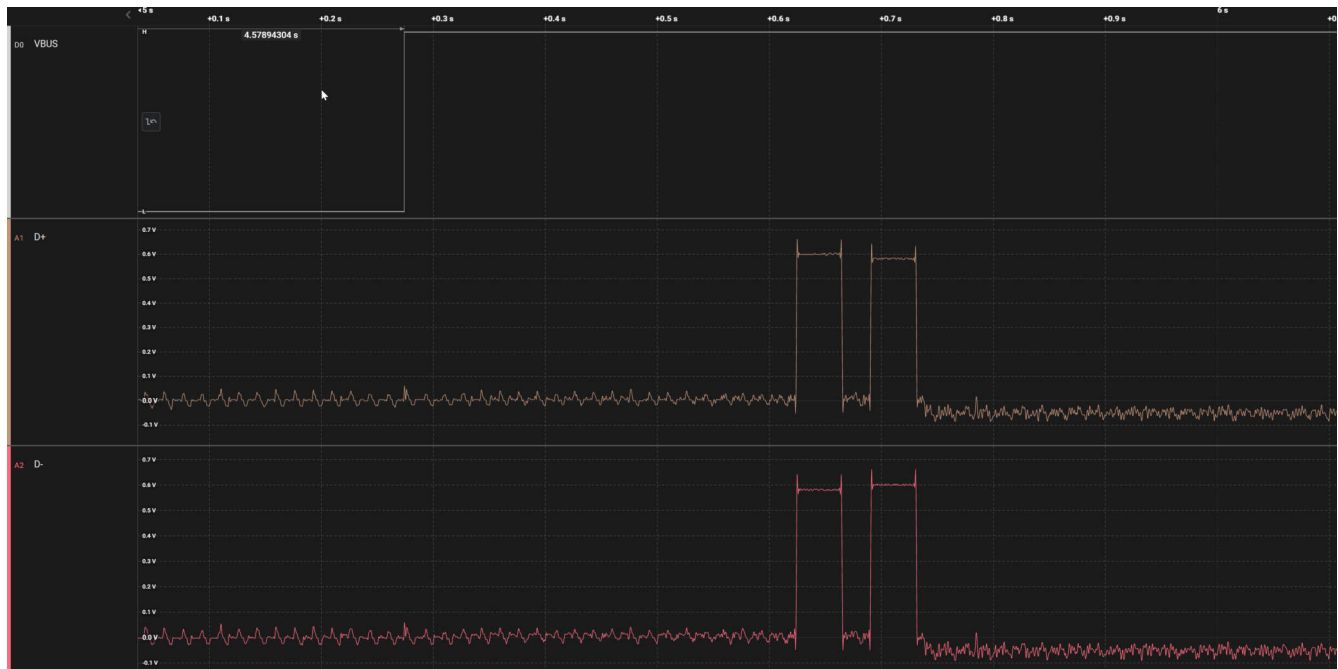 +5 s
+0.1 s +0.2 s +0.3 s +0.4 s +0.5 s +0.6 s +0.7 s +0.8 s +0.9 s 6 s
D0 VBUS
H
4.57894304 s
L
A1 D+
0.7 V
0.6 V
0.5 V
0.4 V
0.3 V
0.2 V
0.1 V
0.0 V
-0.1 V
A2 D-
0.7 V
0.6 V
0.5 V
0.4 V
0.3 V
0.2 V
0.1 V
0.0 V
-0.1 V